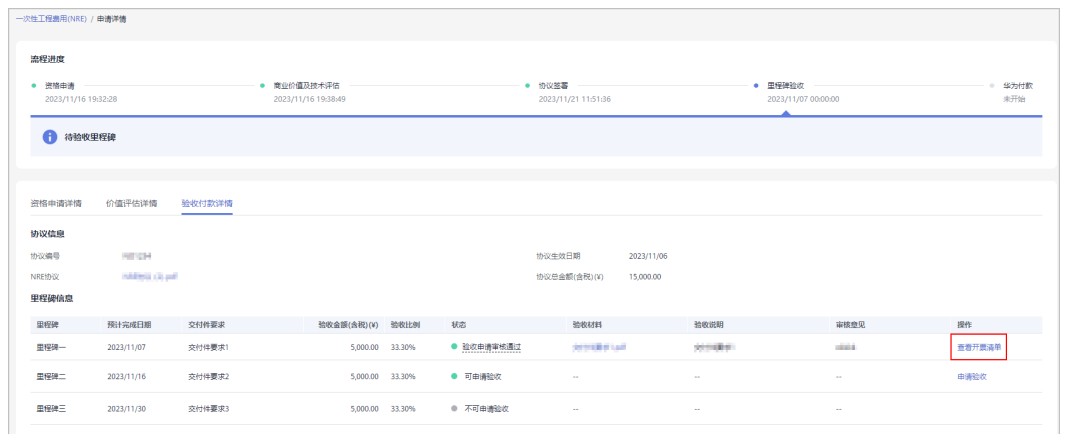 一次性工程费用(NRE) / 申请详情
流程进度
资格申请 商业价值及技术评估 协议签署 里程碑验收 华为付款
2023/11/16 19:32:28 2023/11/16 19:38:49 2023/11/21 11:51:36 2023/11/07 00:00:00 未开始
待验收里程碑
资格申请详情 价值评估详情 验收付款详情
协议信息
协议编号 协议生效日期 2023/11/06
NRE协议 协议总金额(含税)(¥) 15,000.00
里程碑信息
里程碑 预计完成日期 交付件要求 验收金额(含税)(¥) 验收比例 状态 验收材料 验收说明 审核意见 操作
里程碑一 2023/11/07 交付件要求1 5,000.00 33.30% 验收申请审核通过 查看开票清单
里程碑二 2023/11/16 交付件要求2 5,000.00 33.30% 可申请验收 -- -- -- 申请验收
里程碑三 2023/11/30 交付件要求3 5,000.00 33.30% 不可申请验收 -- -- --